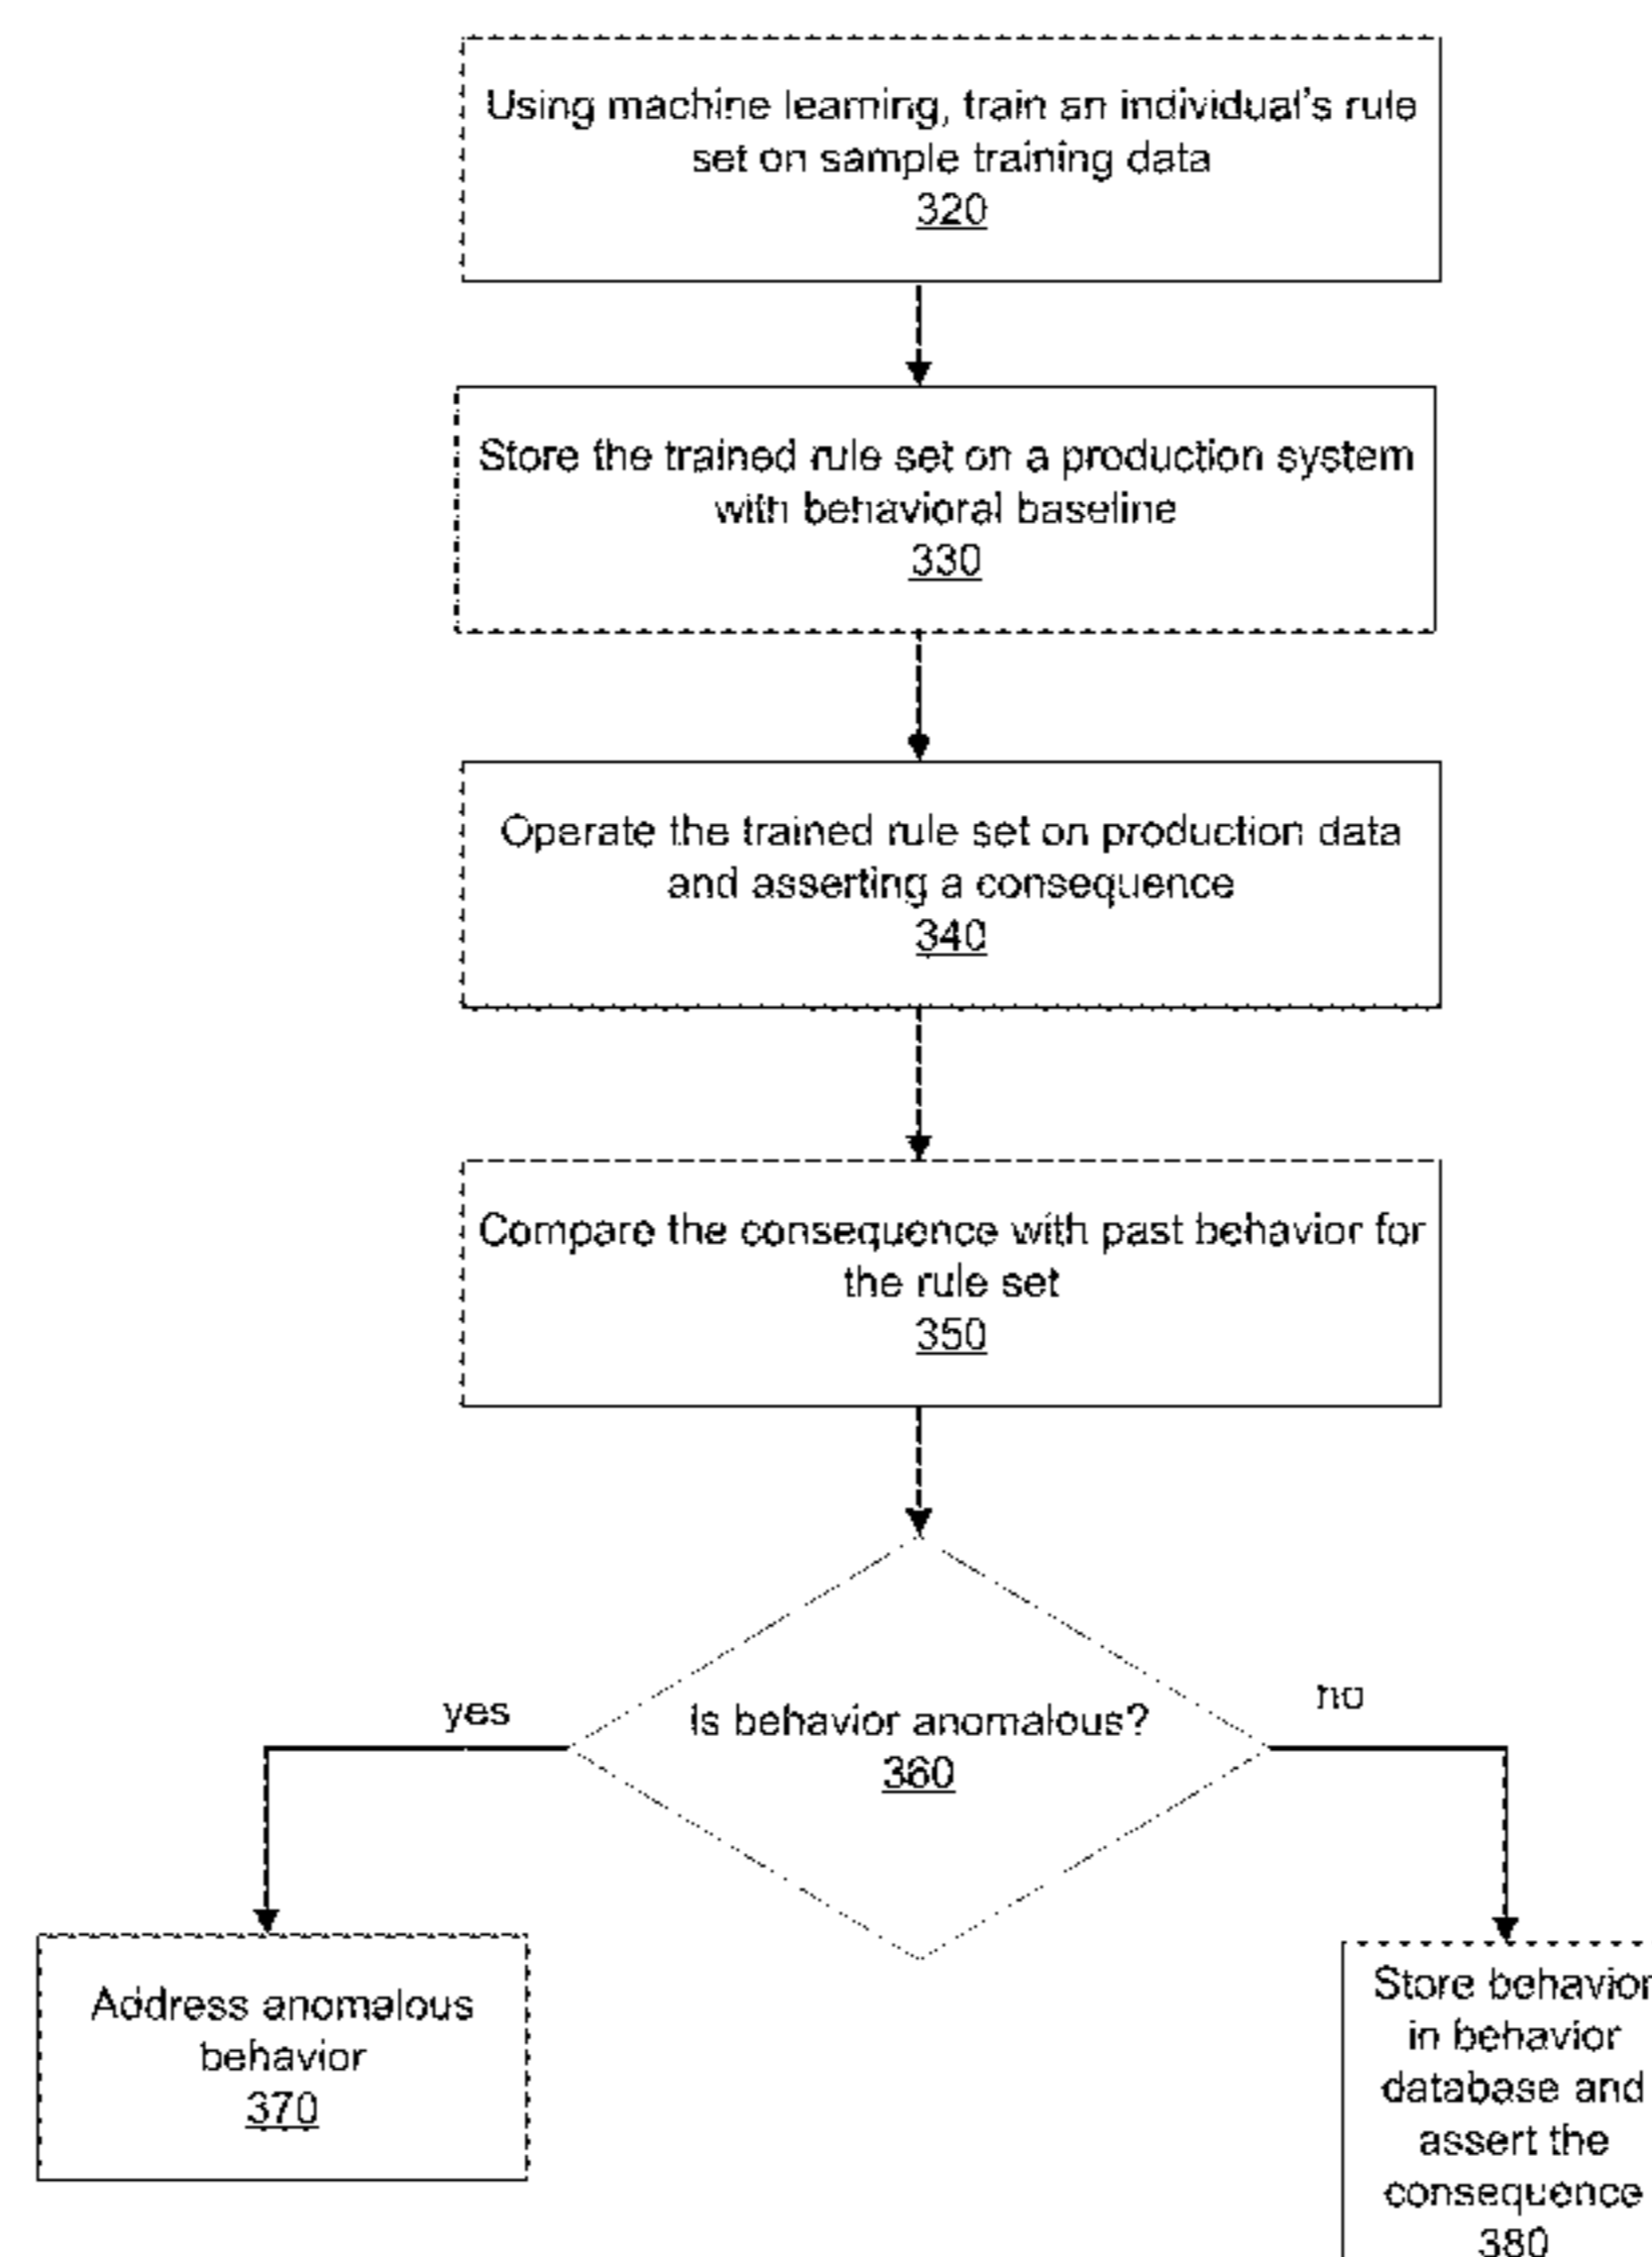 Using machine learning, train an individual's rule
set on sample training data
320
Store the trained rule set on a production system
with behavioral baseline
330
Operate the trained rule set on production data
and asserting a consequence
340
Compare the consequence with past behavior for
the rule set
350
yes
Is behavior anomalous?
360
no
Address anomalous
behavior
370
Store behavior
in behavior
database and
assert the
consequence
380